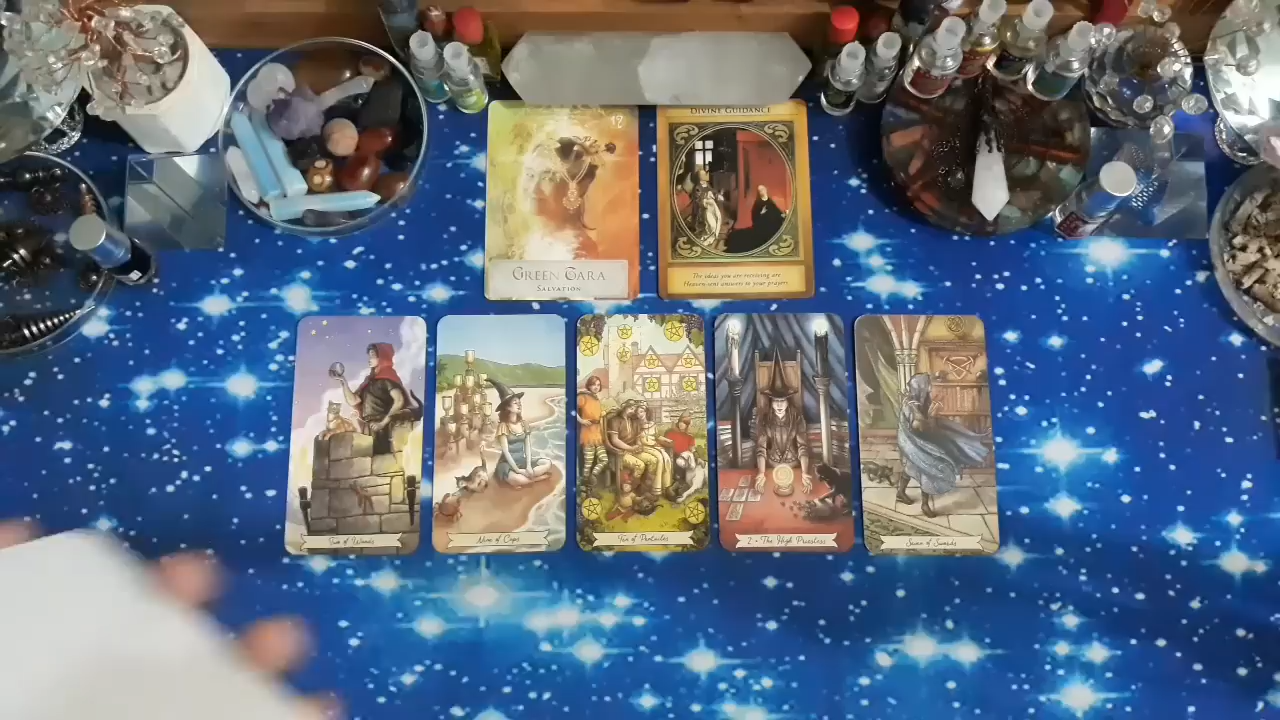 DIVINE GUIDANCE
12
GREEN TARA
SALVATION
The ideas you are receiving are
Heaven-sent answers to your prayers
Two of Wands
Nine of Cups
Ten of Pentacles
2 • The High Priestess
Seven of Swords